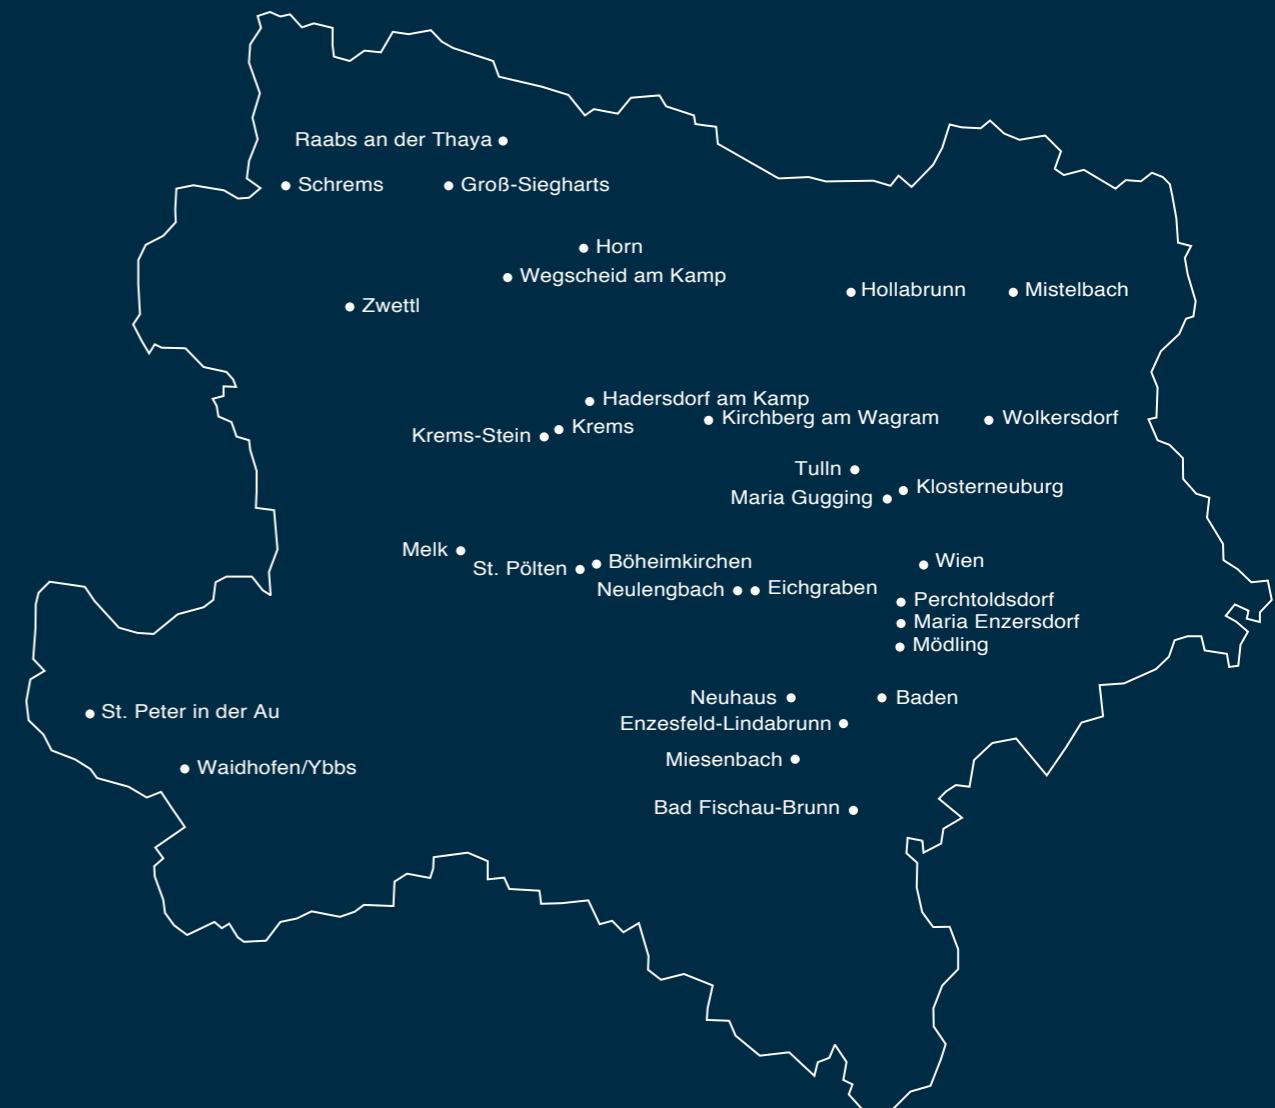 Raabs an der Thaya
Schrems
Groß-Siegharts
Horn
Wegscheid am Kamp
Zwettl
Hollabrunn
Mistelbach
Hadersdorf am Kamp
Kirchberg am Wagram
Wolkersdorf
Krems
Krems-Stein
Tulln
Klosterneuburg
Maria Gugging
Melk
St. Pölten
Böheimkirchen
Wien
Neulengbach
Eichgraben
Perchtoldsdorf
Maria Enzersdorf
Mödling
Neuhaus
Baden
St. Peter in der Au
Enzesfeld-Lindabrunn
Miesenbach
Waidhofen/Ybbs
Bad Fischau-Brunn